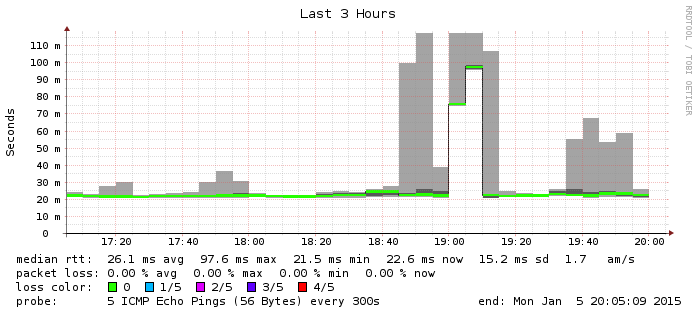 Last 3 Hours
RRDTOOL / TOBI OETIKER
Seconds
110 m
100 m
90 m
80 m
70 m
60 m
50 m
40 m
30 m
20 m
10 m
0
17:20 17:40 18:00 18:20 18:40 19:00 19:20 19:40 20:00
median rtt: 26.1 ms avg 97.6 ms max 21.5 ms min 22.6 ms now 15.2 ms sd 1.7 am/s
packet loss: 0.00 % avg 0.00 % max 0.00 % min 0.00 % now
loss color: 0 1/5 2/5 3/5 4/5
probe: 5 ICMP Echo Pings (56 Bytes) every 300s end: Mon Jan 5 20:05:09 2015